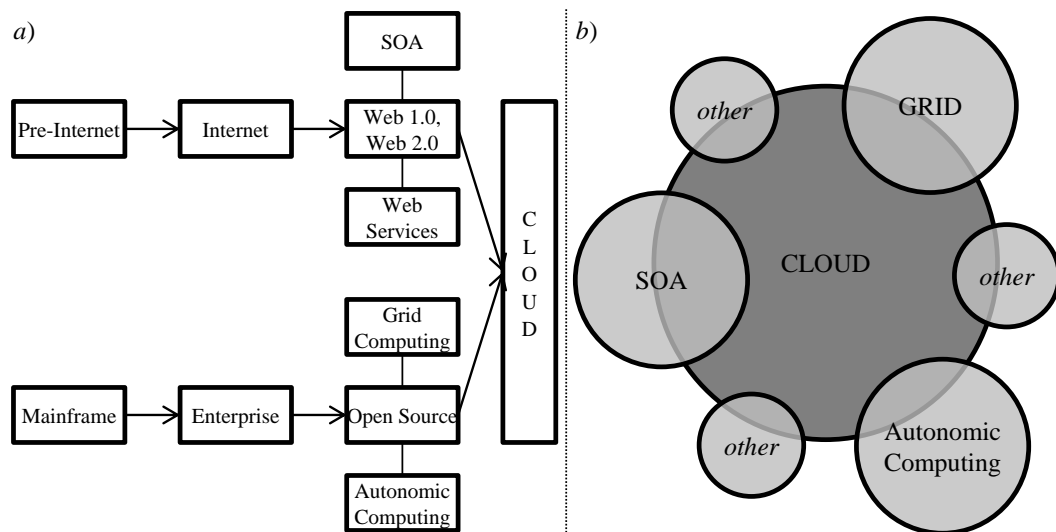 a)
SOA
Pre-Internet
Internet
Web 1.0,
Web 2.0
Web
Services
Grid
Computing
Mainframe
Enterprise
Open Source
Autonomic
Computing
C
L
O
U
D
b)
other
GRID
CLOUD
SOA
other
other
Autonomic
Computing